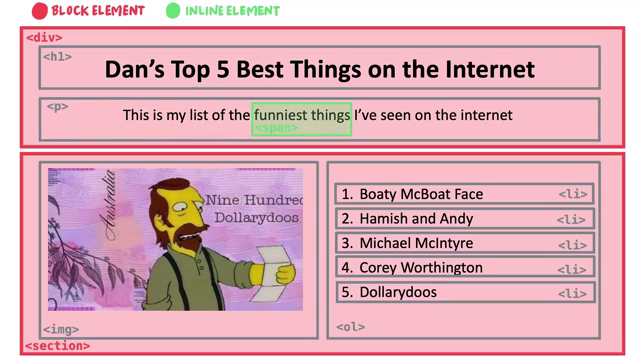 BLOCK ELEMENT INLINE ELEMENT
<div>
<h1>
Dan's Top 5 Best Things on the Internet
<p>
This is my list of the funniest things I've seen on the internet
<span>
Australia
Nine Hundred
Dollarydoos
1. Boaty McBoat Face <li>
2. Hamish and Andy <li>
3. Michael McIntyre <li>
4. Corey Worthington <li>
5. Dollarydoos <li>
<img>
<ol>
<section>